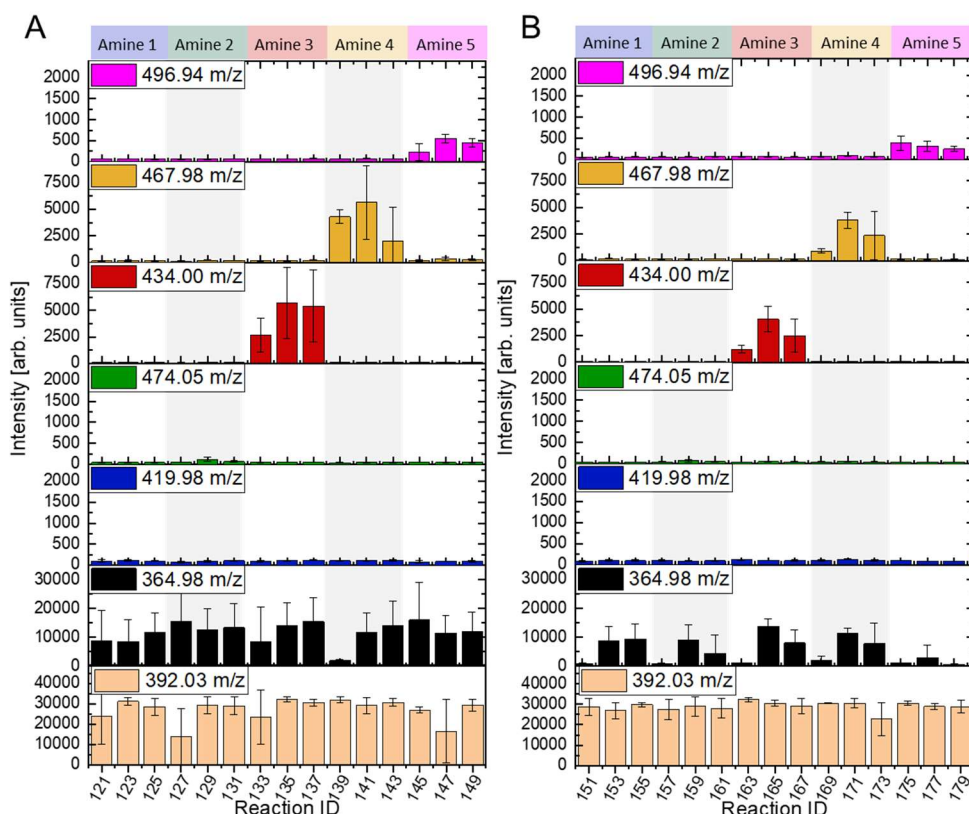 A
Amine 1 Amine 2 Amine 3 Amine 4 Amine 5
496.94 m/z
2000
1500
1000
500
0
467.98 m/z
7500
5000
2500
0
434.00 m/z
7500
5000
2500
0
474.05 m/z
2000
1500
1000
500
0
419.98 m/z
2000
1500
1000
500
0
364.98 m/z
30000
20000
10000
0
392.03 m/z
40000
30000
20000
10000
0
Intensity [arb. units]
121 123 125 127 129 131 133 135 137 139 141 143 145 147 149
Reaction ID
B
Amine 1 Amine 2 Amine 3 Amine 4 Amine 5
496.94 m/z
2000
1500
1000
500
0
467.98 m/z
7500
5000
2500
0
434.00 m/z
7500
5000
2500
0
474.05 m/z
2000
1500
1000
500
0
419.98 m/z
2000
1500
1000
500
0
364.98 m/z
30000
20000
10000
0
392.03 m/z
40000
30000
20000
10000
0
Intensity [arb. units]
151 153 155 157 159 161 163 165 167 169 171 173 175 177 179
Reaction ID